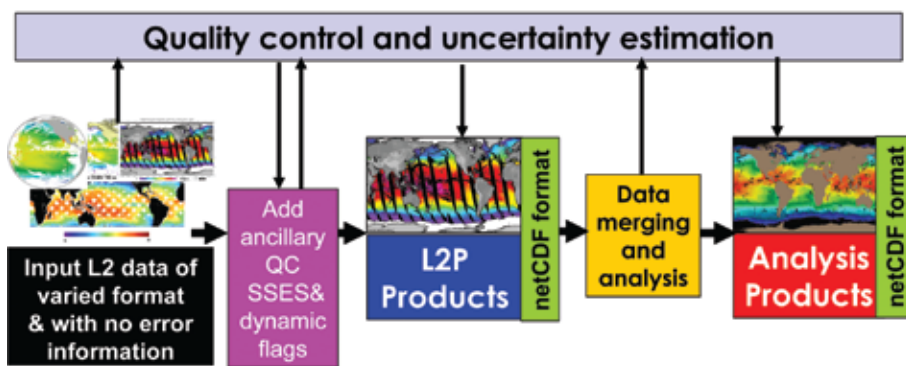 Quality control and uncertainty estimation
Input L2 data of
varied format
& with no error
information
Add
ancillary
QC
SSES&
dynamic
flags
L2P
Products
netCDF format
Data
merging
and
analysis
Analysis
Products
netCDF format